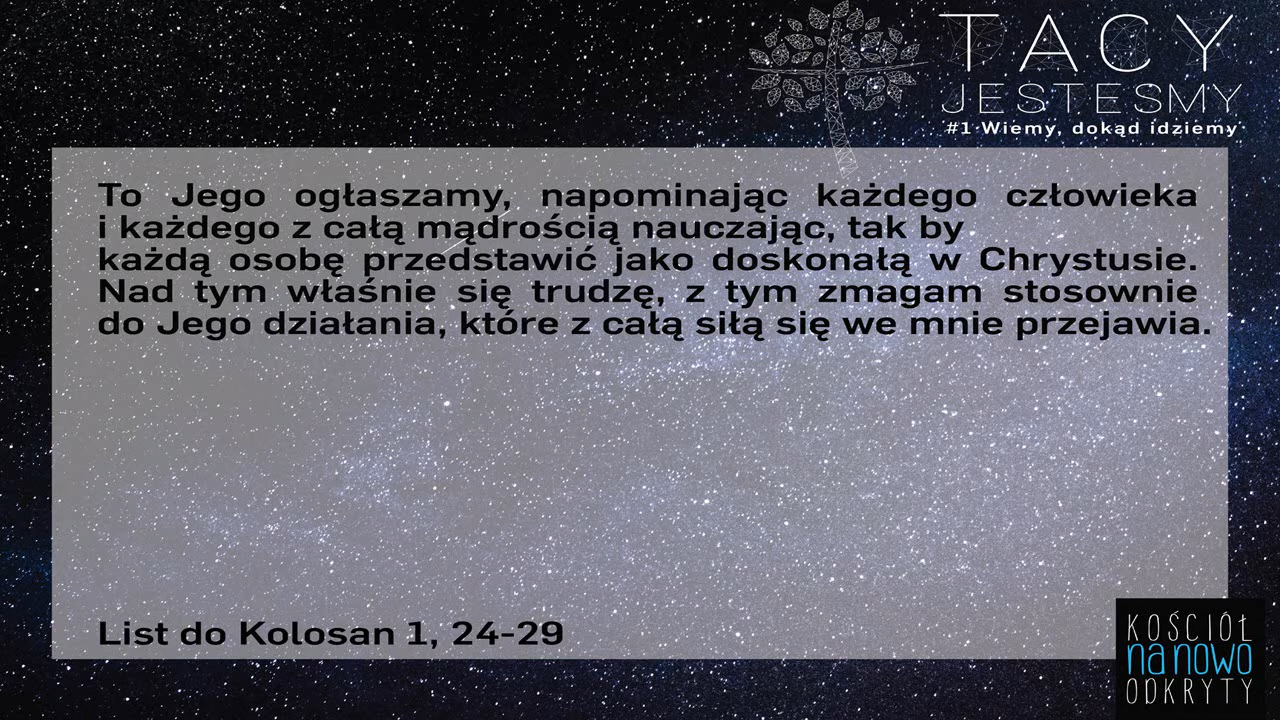 TACY
JESTESMY
#1 Wiemy, dokąd idziemy
To Jego ogłaszamy, napominając każdego człowieka
i każdego z całą mądrością nauczając, tak by
każdą osobę przedstawić jako doskonałą w Chrystusie.
Nad tym właśnie się trudzę, z tym zmagam stosownie
do Jego działania, które z całą siłą się we mnie przejawia.
List do Kolosan 1, 24-29
KOŚCIÓŁ
na nowo
ODKRYTY